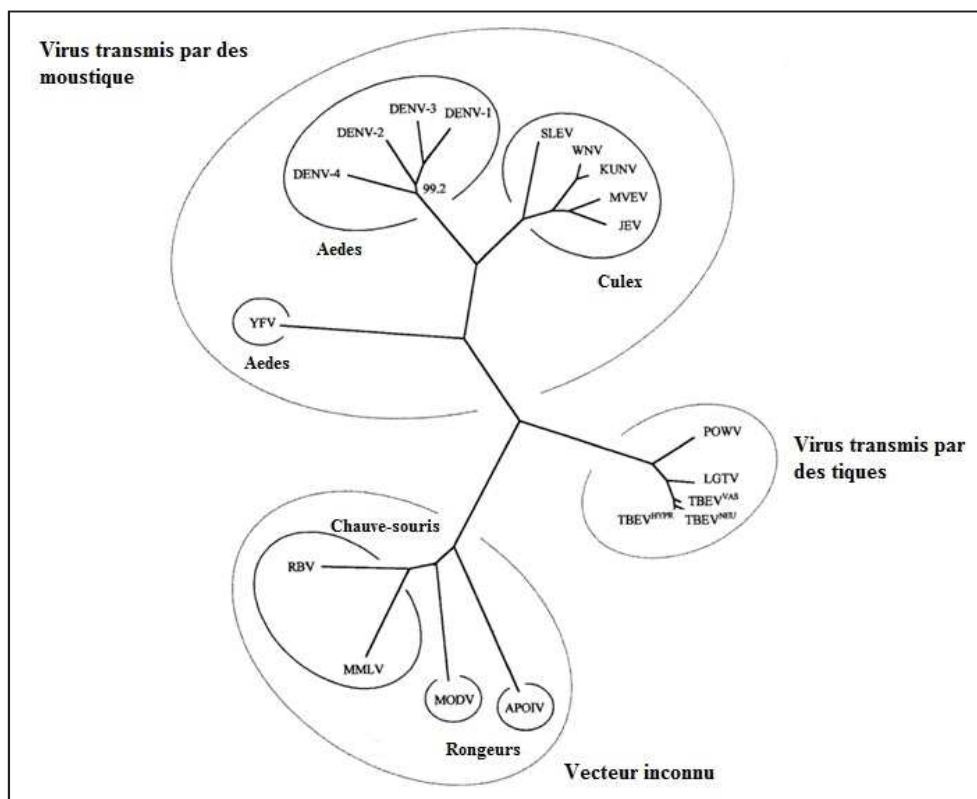 Virus transmis par des
moustique
DENV-3
DENV-1
DENV-2
DENV-4
99.2
Aedes
SLEV
WNV
KUNV
MVEV
JEV
Culex
YFV
Aedes
POWV
LGTV
TBEV^VAS
TBEV^HYPR
TBEV^NEU
Virus transmis par
des tiques
Chauve-souris
RBV
MMLV
MODV
APOIV
Rongeurs
Vecteur inconnu